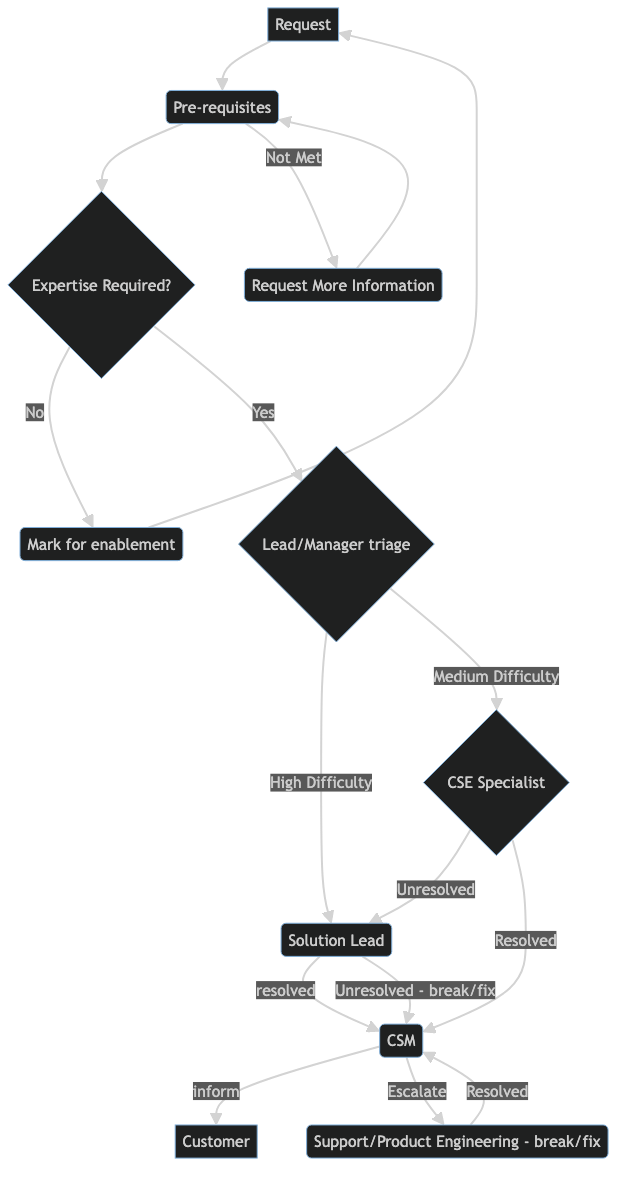 Request
Pre-requisites
Not Met
Expertise Required?
Request More Information
No
Yes
Mark for enablement
Lead/Manager triage
Medium Difficulty
High Difficulty
CSE Specialist
Unresolved
Solution Lead
Resolved
resolved
Unresolved - break/fix
CSM
inform
Escalate
Resolved
Customer
Support/Product Engineering - break/fix